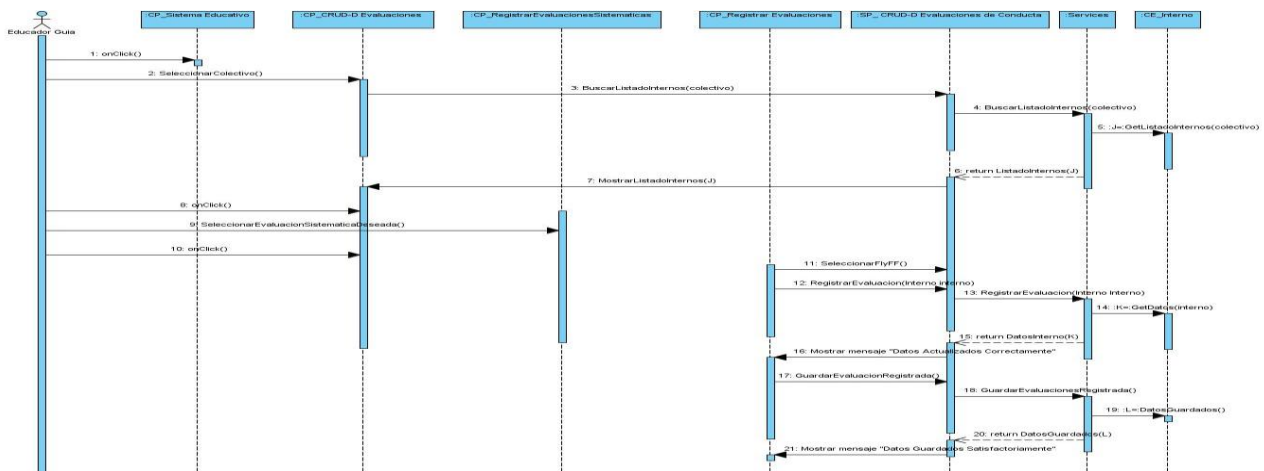 :CP_Sistema Educativo
:CP_CRUD-D Evaluaciones
:CP_RegistrarEvaluacionesSistematicas
:CP_Registrar Evaluaciones
:SP_ CRUD-D Evaluaciones de Conducta
:Services
:CE_Interno
Educador Guia
1: onClick()
2: SeleccionarColectivo()
3: BuscarListadoInternos(colectivo)
4: BuscarListadoInternos(colectivo)
5: :J=:GetListadoInternos(colectivo)
6: return ListadoInternos(J)
7: MostrarListadoInternos(J)
8: onClick()
9: SeleccionarEvaluacionSistematicaDeseada()
10: onClick()
11: SeleccionarFIyFF()
12: RegistrarEvaluacion(Interno interno)
13: RegistrarEvaluacion(Interno Interno)
14: :K=:GetDatos(interno)
15: return DatosInterno(K)
16: Mostrar mensaje "Datos Actualizados Correctamente"
17: GuardarEvaluacionRegistrada()
18: GuardarEvaluacionesRegistrada()
19: :L=:DatosGuardados()
20: return DatosGuardados(L)
21: Mostrar mensaje "Datos Guardados Satisfactoriamente"